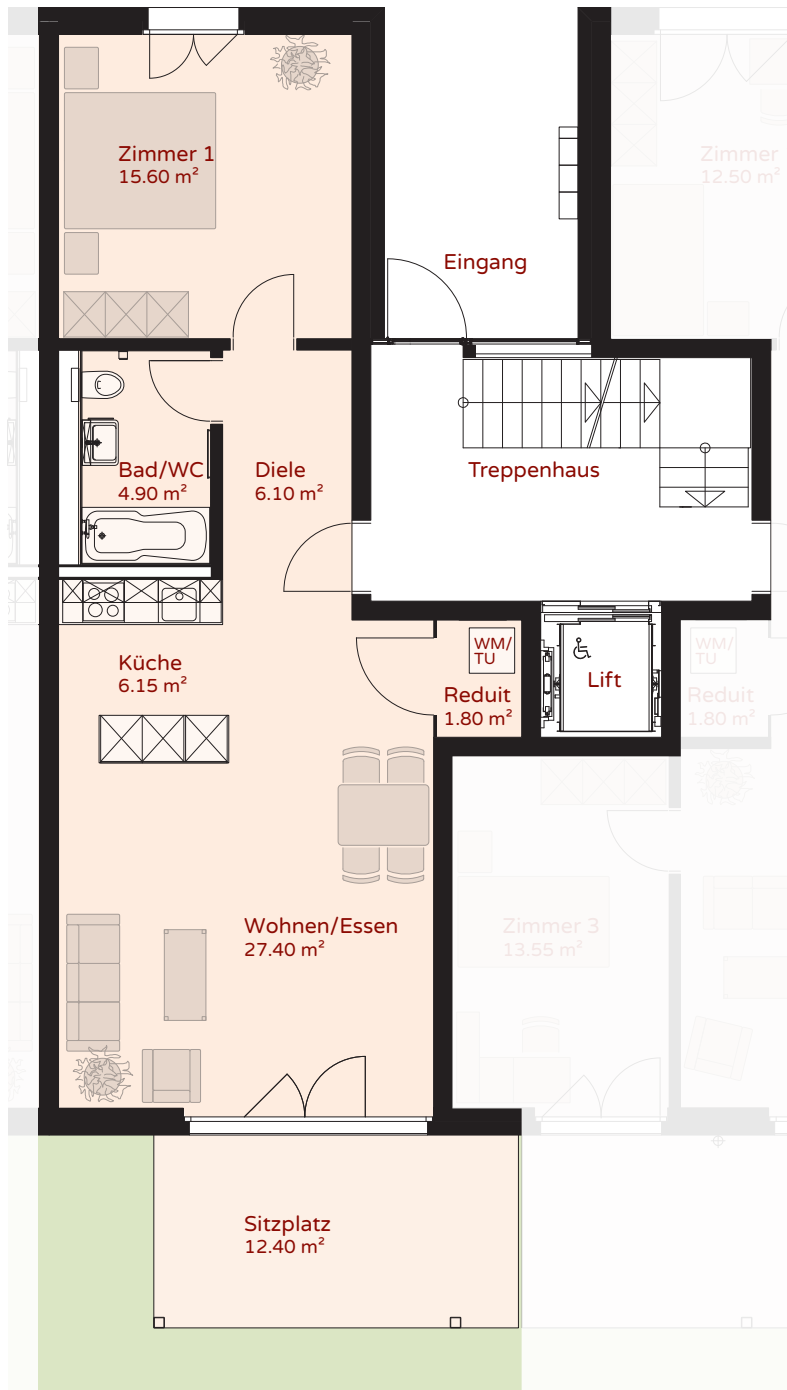 Zimmer 1
15.60 m²
Zimmer
12.50 m²
Eingang
Bad/WC
4.90 m²
Diele
6.10 m²
Treppenhaus
Küche
6.15 m²
WM/
TU
Reduit
1.80 m²
Lift
WM/
TU
Reduit
1.80 m²
Wohnen/Essen
27.40 m²
Zimmer 3
13.55 m²
Sitzplatz
12.40 m²